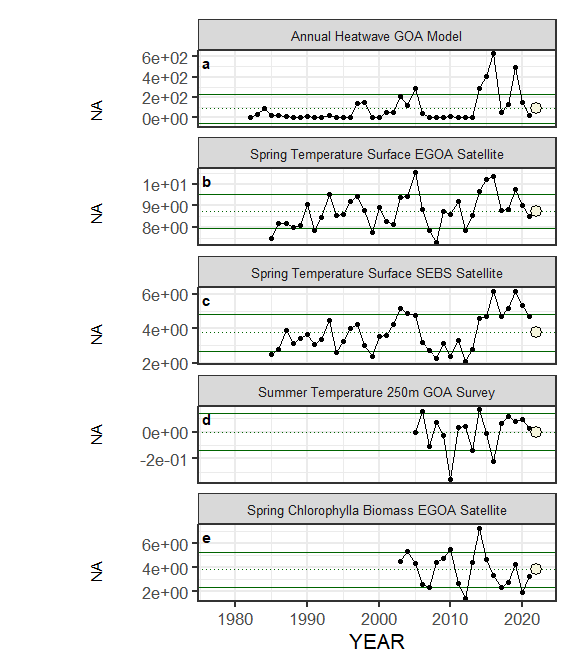 Annual Heatwave GOA Model
a
6e+02
4e+02
2e+02
0e+00
NA
Spring Temperature Surface EGOA Satellite
b
1e+01
9e+00
8e+00
NA
Spring Temperature Surface SEBS Satellite
c
6e+00
4e+00
2e+00
NA
Summer Temperature 250m GOA Survey
d
0e+00
-2e-01
NA
Spring Chlorophylla Biomass EGOA Satellite
e
6e+00
4e+00
2e+00
NA
1980 1990 2000 2010 2020
YEAR